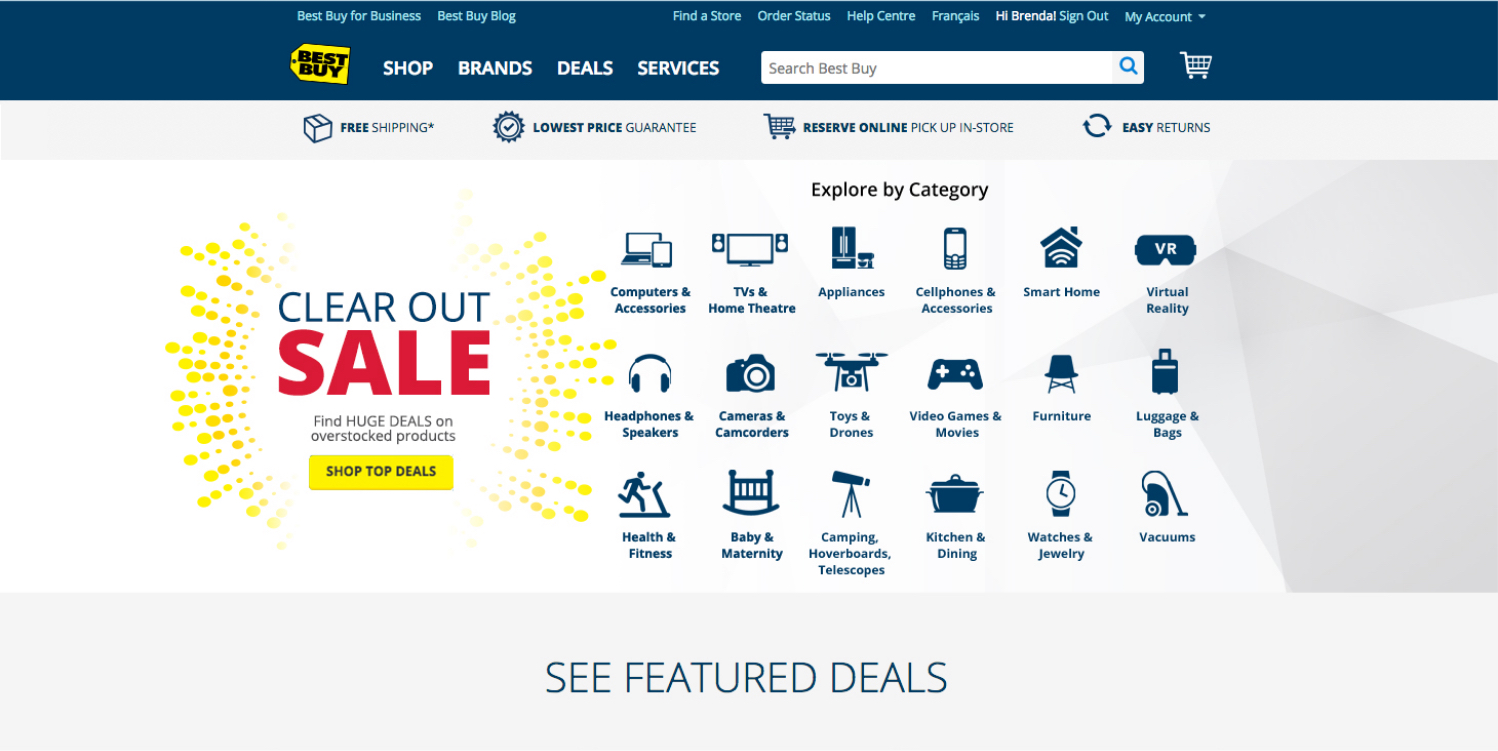 Best Buy for Business Best Buy Blog Find a Store Order Status Help Centre Français Hi Brenda! Sign Out My Account
BEST
BUY
SHOP BRANDS DEALS SERVICES Search Best Buy
FREE SHIPPING* LOWEST PRICE GUARANTEE RESERVE ONLINE PICK UP IN-STORE EASY RETURNS
CLEAR OUT
SALE
Find HUGE DEALS on
overstocked products
SHOP TOP DEALS
Explore by Category
VR
Computers &
Accessories
TVs &
Home Theatre
Appliances
Cellphones &
Accessories
Smart Home
Virtual
Reality
Headphones &
Speakers
Cameras &
Camcorders
Toys &
Drones
Video Games &
Movies
Furniture
Luggage &
Bags
Health &
Fitness
Baby &
Maternity
Camping,
Hoverboards,
Telescopes
Kitchen &
Dining
Watches &
Jewelry
Vacuums
SEE FEATURED DEALS